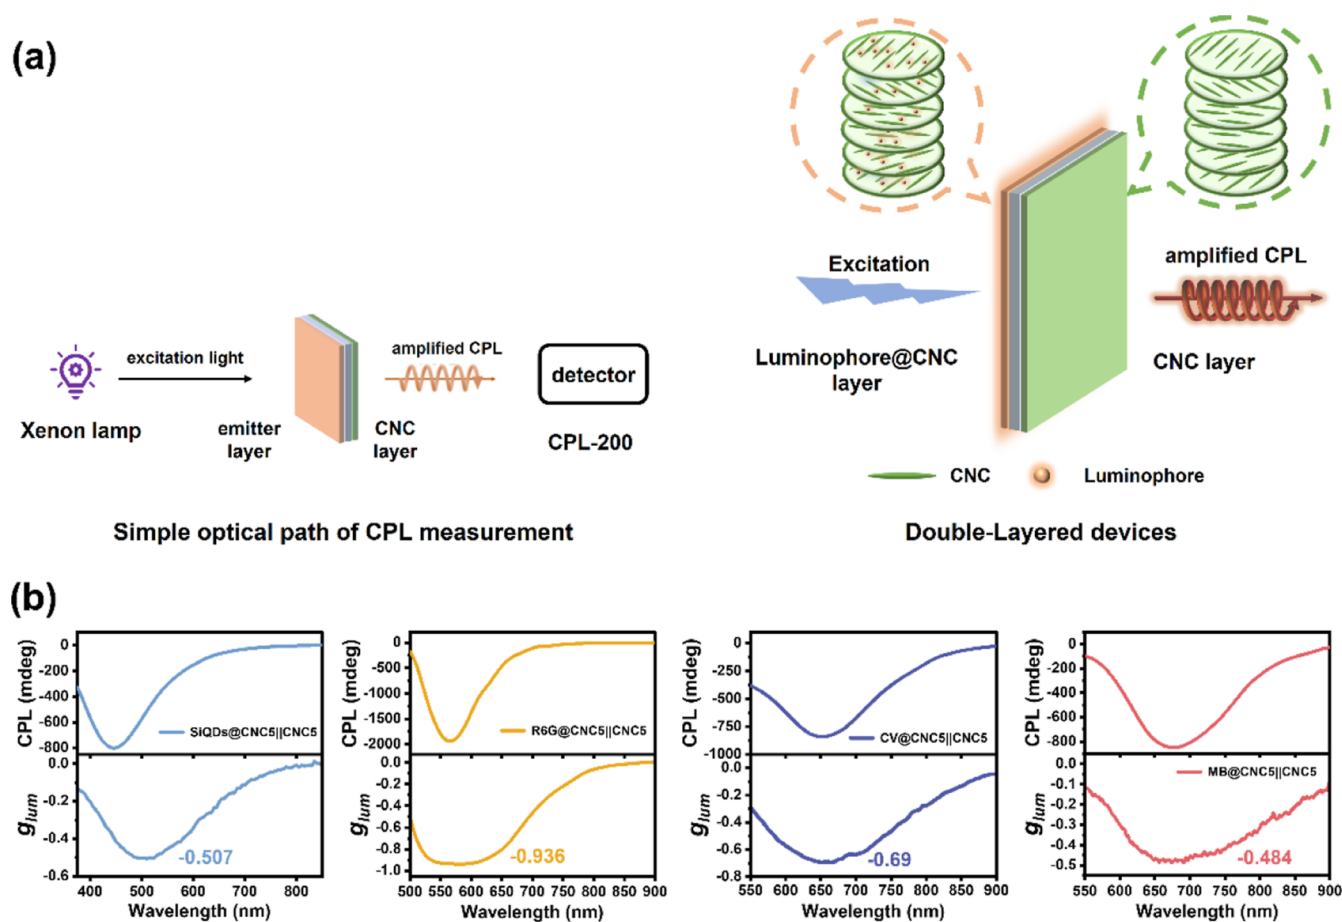 (a)
Xenon lamp
excitation light
emitter
layer
CNC
layer
amplified CPL
detector
CPL-200
Simple optical path of CPL measurement
Excitation
Luminophore@CNC
layer
amplified CPL
CNC layer
CNC
Luminophore
Double-Layered devices
(b)
CPL (mdeg)
0
-200
-400
-600
-800
SiQDs@CNC5||CNC5
glum
0.0
-0.2
-0.4
-0.6
-0.507
400
500
600
700
800
Wavelength (nm)
CPL (mdeg)
0
-500
-1000
-1500
-2000
R6G@CNC5||CNC5
glum
0.0
-0.2
-0.4
-0.6
-0.8
-1.0
-0.936
500 550 600 650 700 750 800 850 900
Wavelength (nm)
CPL (mdeg)
0
-250
-500
-750
-1000
CV@CNC5||CNC5
glum
0.0
-0.2
-0.4
-0.6
-0.8
-0.69
550 600 650 700 750 800 850 900
Wavelength (nm)
CPL (mdeg)
0
-200
-400
-600
-800
MB@CNC5||CNC5
glum
0.0
-0.1
-0.2
-0.3
-0.4
-0.5
-0.484
550 600 650 700 750 800 850 900
Wavelength (nm)